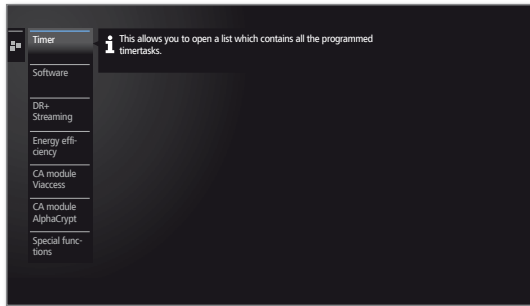 Timer
This allows you to open a list which contains all the programmed
timertasks.
Software
DR+
Streaming
Energy effi-
ciency
CA module
Viaccess
CA module
AlphaCrypt
Special func-
tions